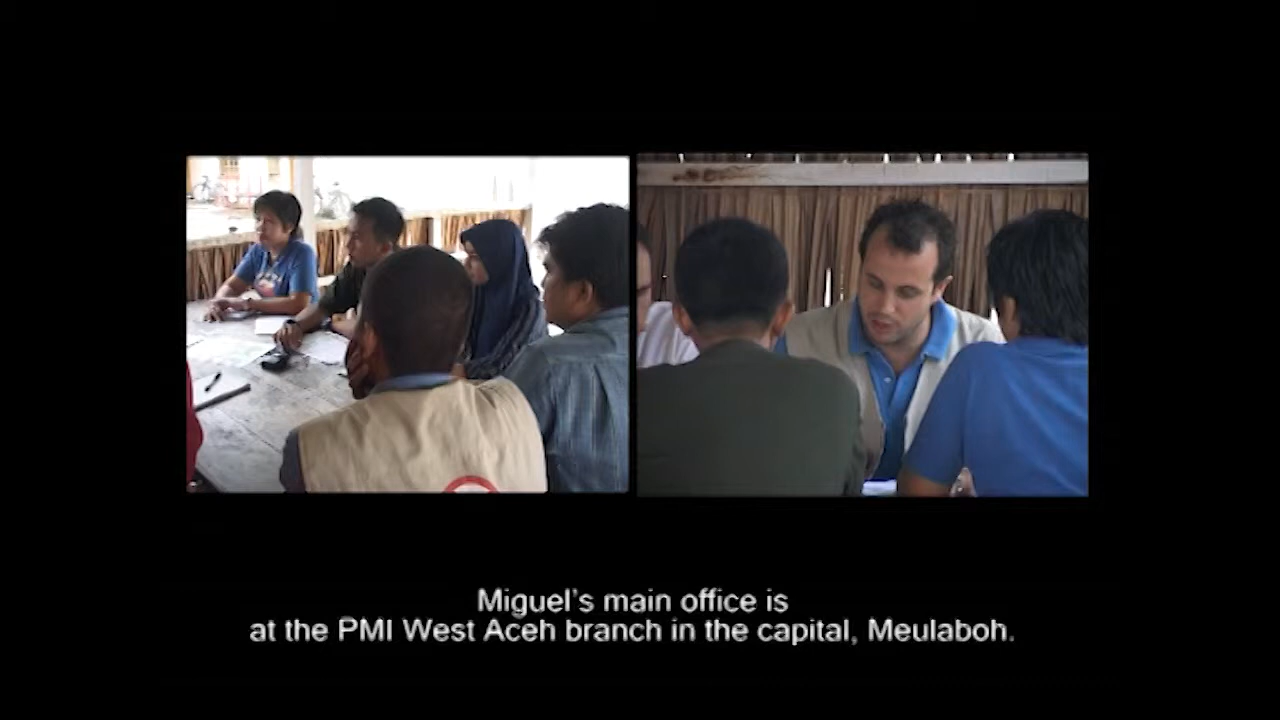 Miguel's main office is
at the PMI West Aceh branch in the capital, Meulaboh.